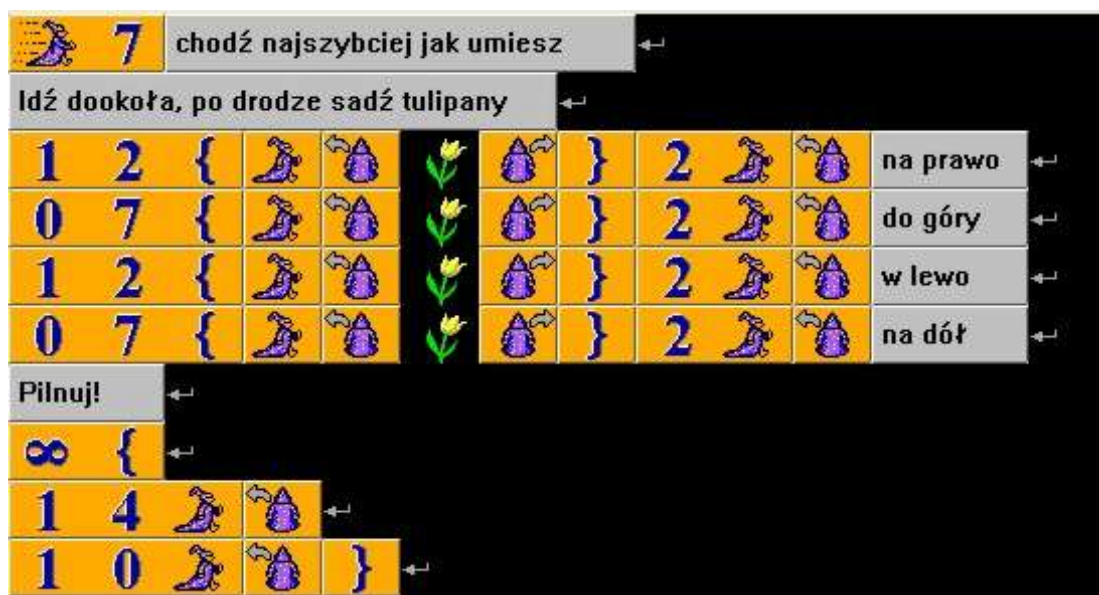 7 chodź najszybciej jak umiesz
Idź dookoła, po drodze sadź tulipany
1 2 { } 2 na prawo
0 7 { } 2 do góry
1 2 { } 2 w lewo
0 7 { } 2 na dół
Pilnuj!
∞ {
1 4
1 0 }